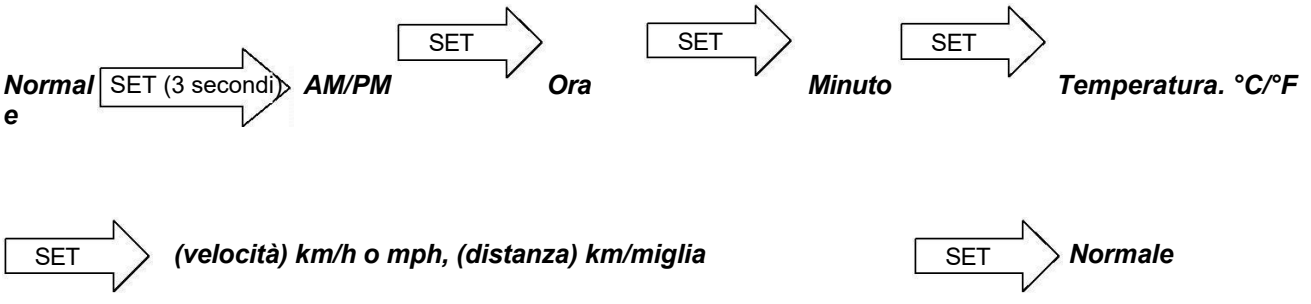 SET SET SET
Normal SET (3 secondi) AM/PM Ora Minuto Temperatura. °C/°F
e
SET (velocità) km/h o mph, (distanza) km/miglia SET Normale